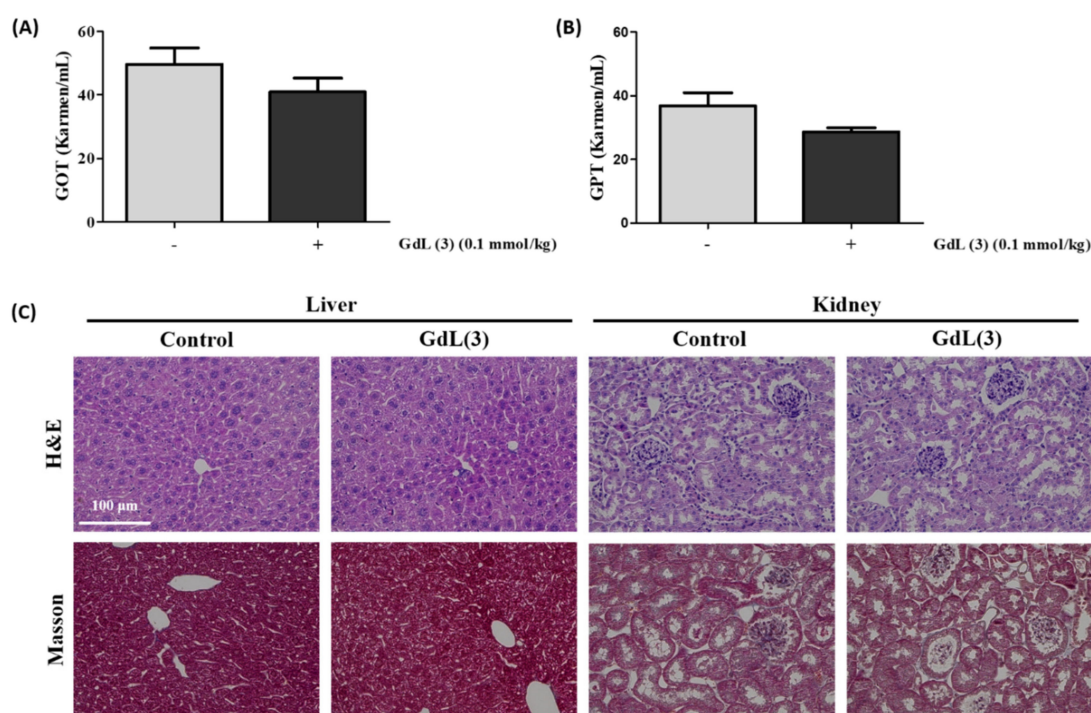 (A)
60
40
20
0
GOT (Karmen/mL)
-
+
GdL (3) (0.1 mmol/kg)
(B)
60
40
20
0
GPT (Karmen/mL)
-
+
GdL (3) (0.1 mmol/kg)
(C)
Liver
Kidney
Control
GdL(3)
Control
GdL(3)
H&E
100 μm
Masson